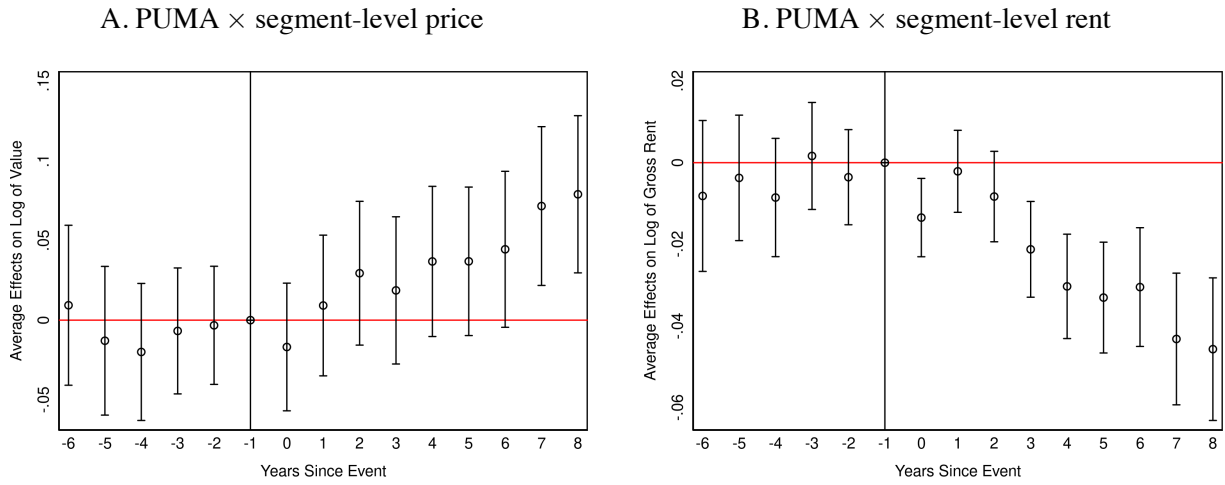 A. PUMA × segment-level price
Average Effects on Log of Value
.15
.1
.05
0
-.05
-6 -5 -4 -3 -2 -1 0 1 2 3 4 5 6 7 8
Years Since Event
B. PUMA × segment-level rent
Average Effects on Log of Gross Rent
.02
0
-.02
-.04
-.06
-6 -5 -4 -3 -2 -1 0 1 2 3 4 5 6 7 8
Years Since Event